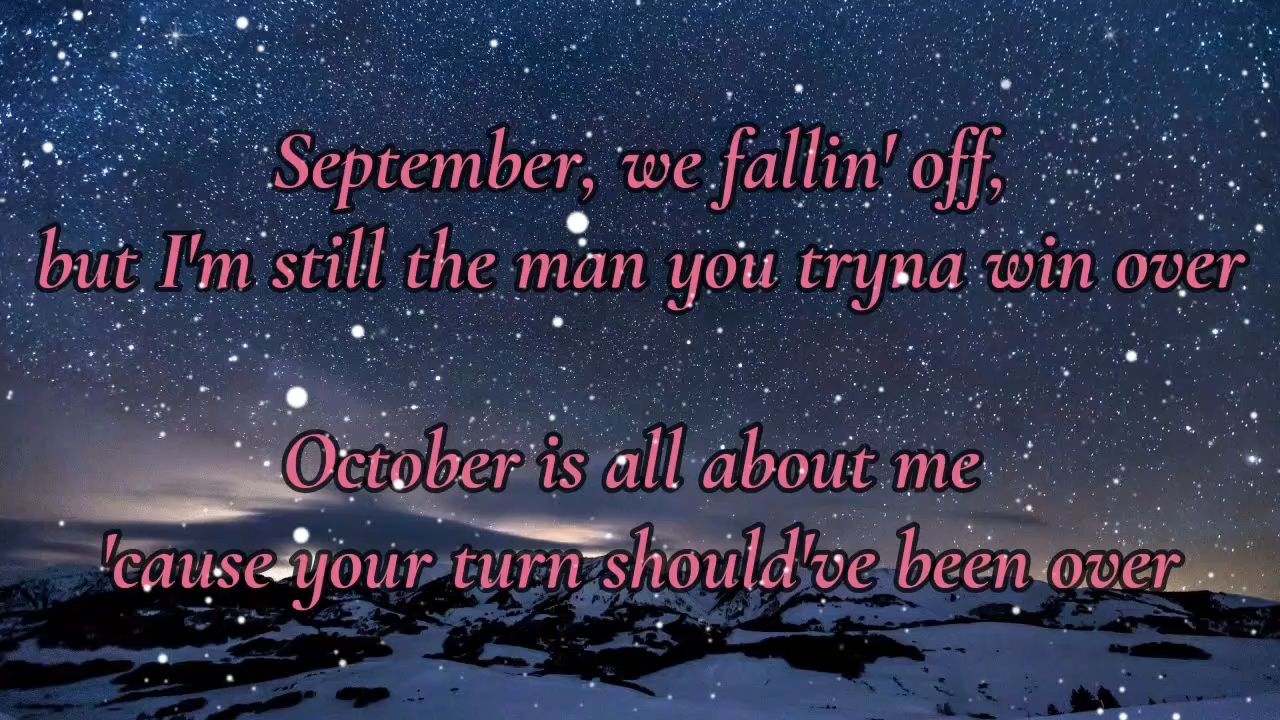 September, we fallin' off,
but I'm still the man you tryna win over
October is all about me
'cause your turn should've been over